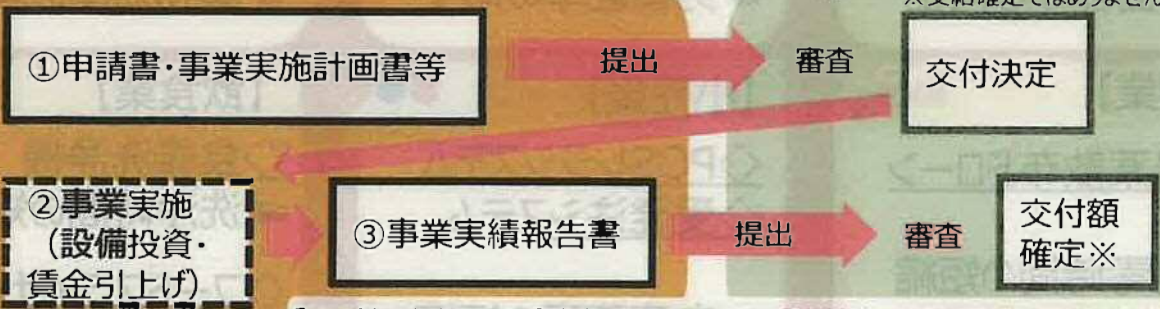 ①申請書・事業実施計画書等
提出
審査
交付決定
②事業実施
(設備投資・
賃金引上げ)
③事業実績報告書
提出
審査
交付額
確定※